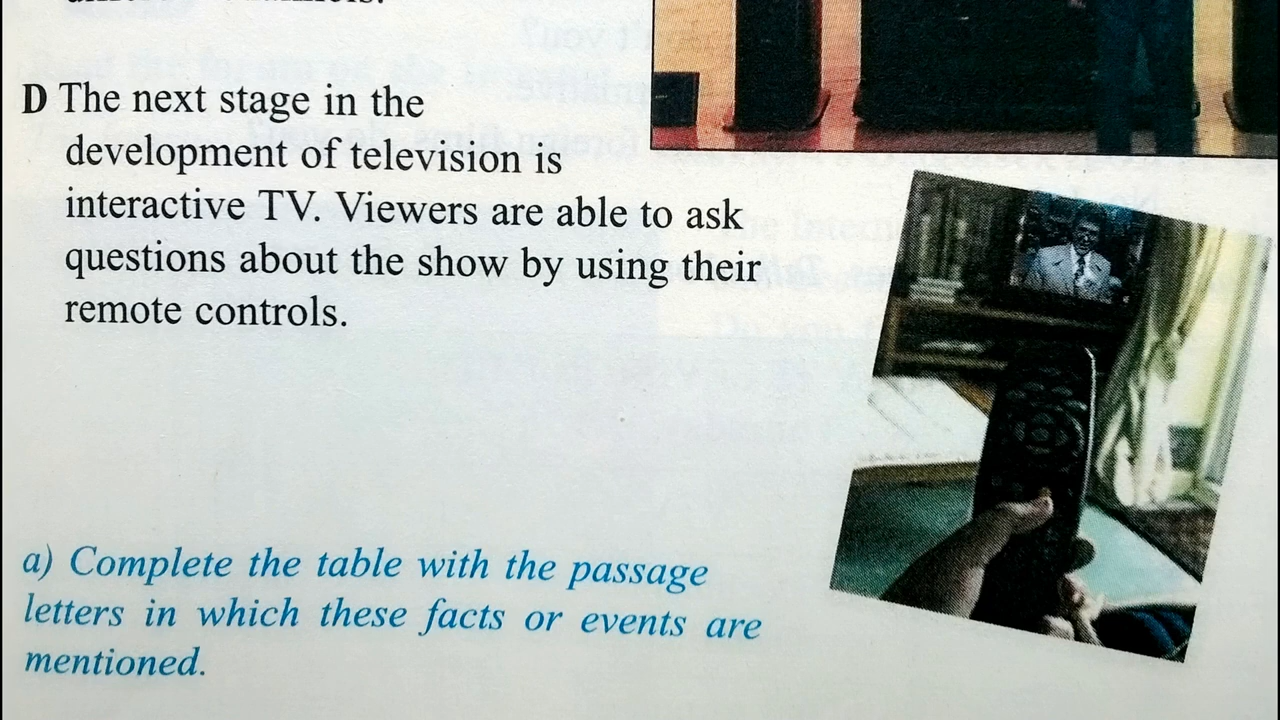 D The next stage in the
development of television is
interactive TV. Viewers are able to ask
questions about the show by using their
remote controls.
a) Complete the table with the passage
letters in which these facts or events are
mentioned.